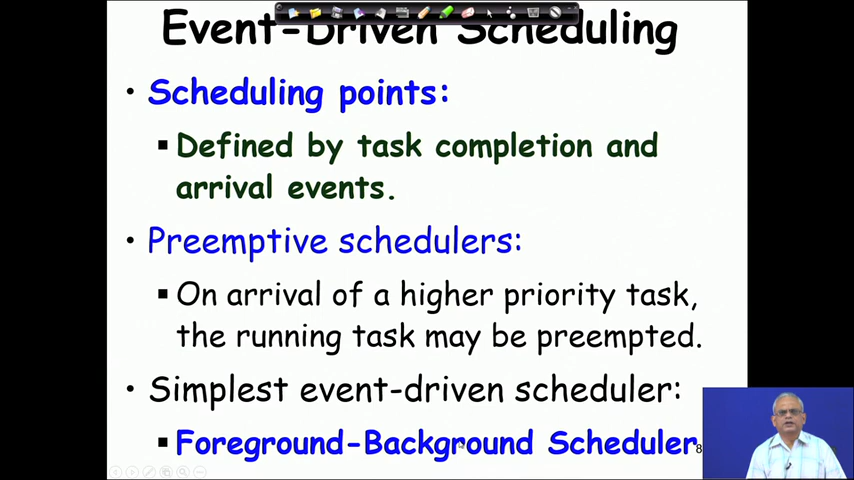 Event-Driven Scheduling
• Scheduling points:
▪ Defined by task completion and
arrival events.
• Preemptive schedulers:
▪ On arrival of a higher priority task,
the running task may be preempted.
• Simplest event-driven scheduler:
▪ Foreground-Background Scheduler
8